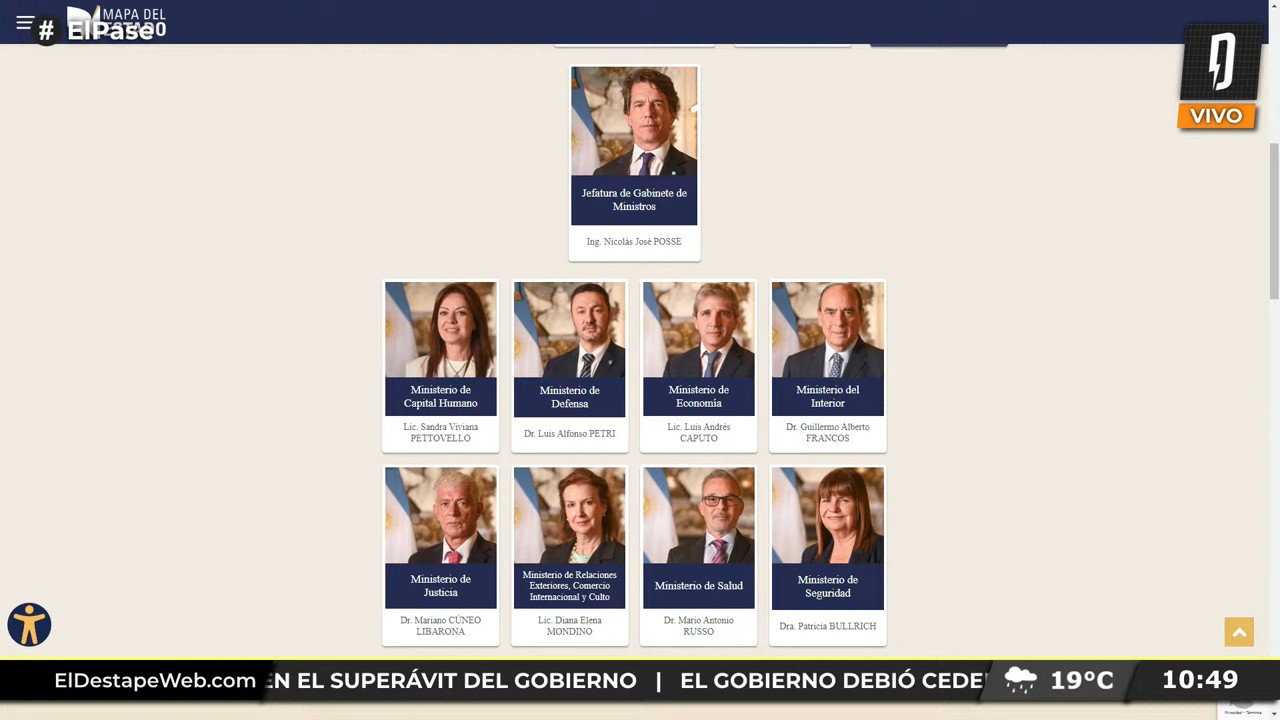 MAPA DEL
ESTADO
# ElPase
VIVO
Jefatura de Gabinete de
Ministros
Ing. Nicolás José POSSE
Ministerio de
Capital Humano
Lic. Sandra Viviana
PETTOVELLO
Ministerio de
Defensa
Dr. Luis Alfonso PETRI
Ministerio de
Economía
Lic. Luis Andrés
CAPUTO
Ministerio del
Interior
Dr. Guillermo Alberto
FRANCOS
Ministerio de
Justicia
Dr. Mariano CÚNEO
LIBARONA
Ministerio de Relaciones
Exteriores, Comercio
Internacional y Culto
Lic. Diana Elena
MONDINO
Ministerio de Salud
Dr. Mario Antonio
RUSSO
Ministerio de
Seguridad
Dra. Patricia BULLRICH
ElDestapeWeb.com
EN EL SUPERÁVIT DEL GOBIERNO | EL GOBIERNO DEBIÓ CEDE
19°C
10:49
Privacidad - Términos